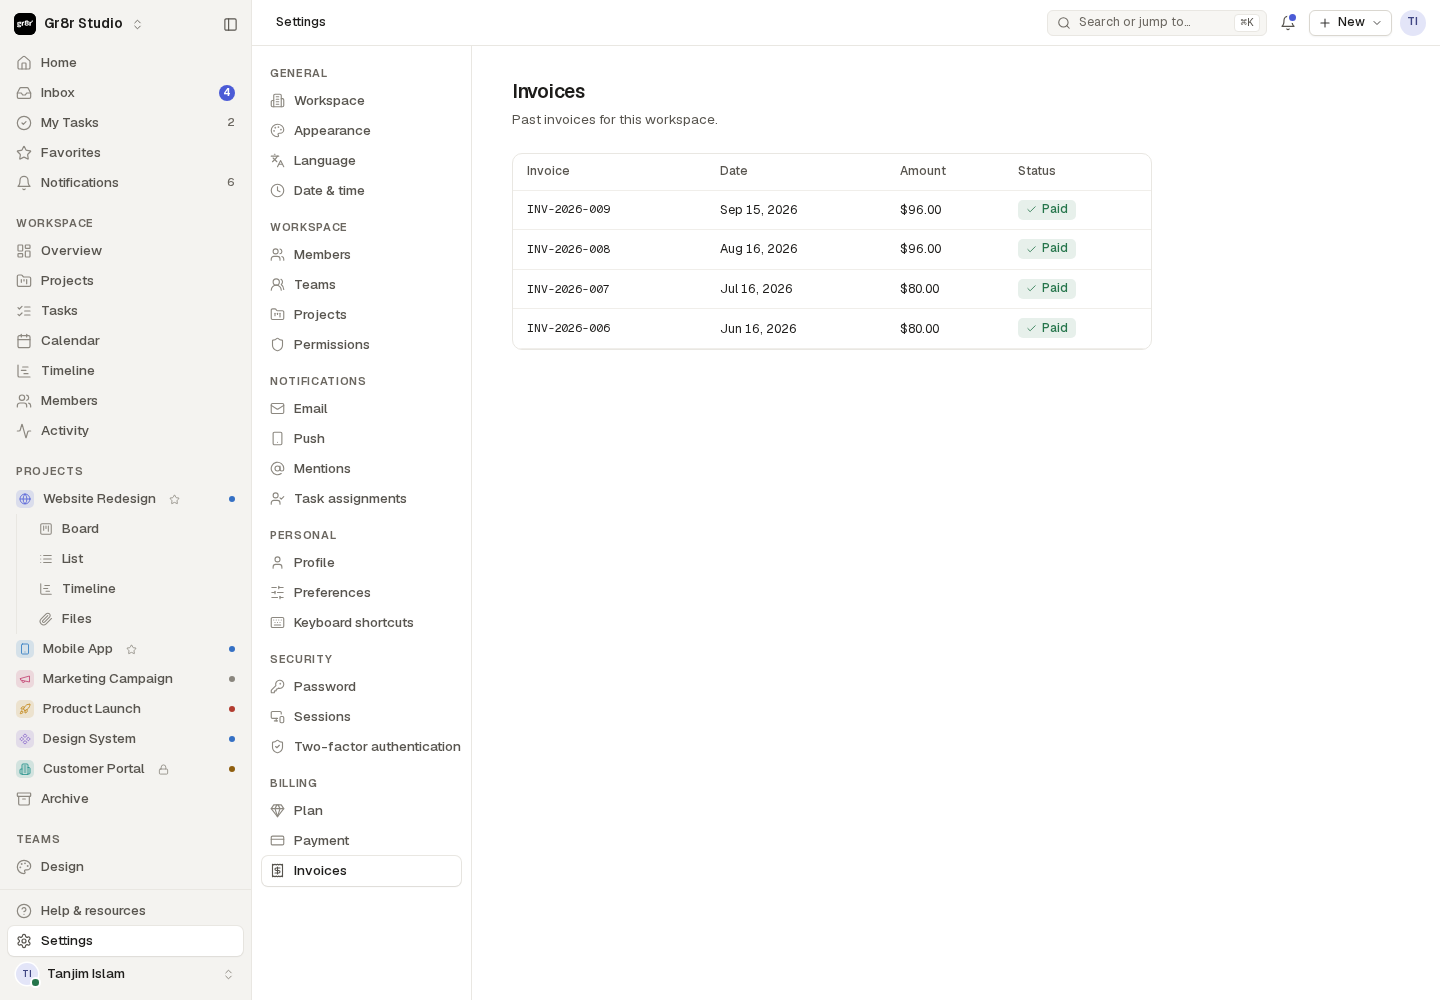 gr8r
Gr8r Studio
Home
Inbox 4
My Tasks 2
Favorites
Notifications 6
WORKSPACE
Overview
Projects
Tasks
Calendar
Timeline
Members
Activity
PROJECTS
Website Redesign
Board
List
Timeline
Files
Mobile App
Marketing Campaign
Product Launch
Design System
Customer Portal
Archive
TEAMS
Design
Help & resources
Settings
TI Tanjim Islam
Settings
Search or jump to… ⌘K
New
TI
GENERAL
Workspace
Appearance
Language
Date & time
WORKSPACE
Members
Teams
Projects
Permissions
NOTIFICATIONS
Email
Push
Mentions
Task assignments
PERSONAL
Profile
Preferences
Keyboard shortcuts
SECURITY
Password
Sessions
Two-factor authentication
BILLING
Plan
Payment
Invoices
Invoices
Past invoices for this workspace.
Invoice Date Amount Status
INV-2026-009 Sep 15, 2026 $96.00 Paid
INV-2026-008 Aug 16, 2026 $96.00 Paid
INV-2026-007 Jul 16, 2026 $80.00 Paid
INV-2026-006 Jun 16, 2026 $80.00 Paid